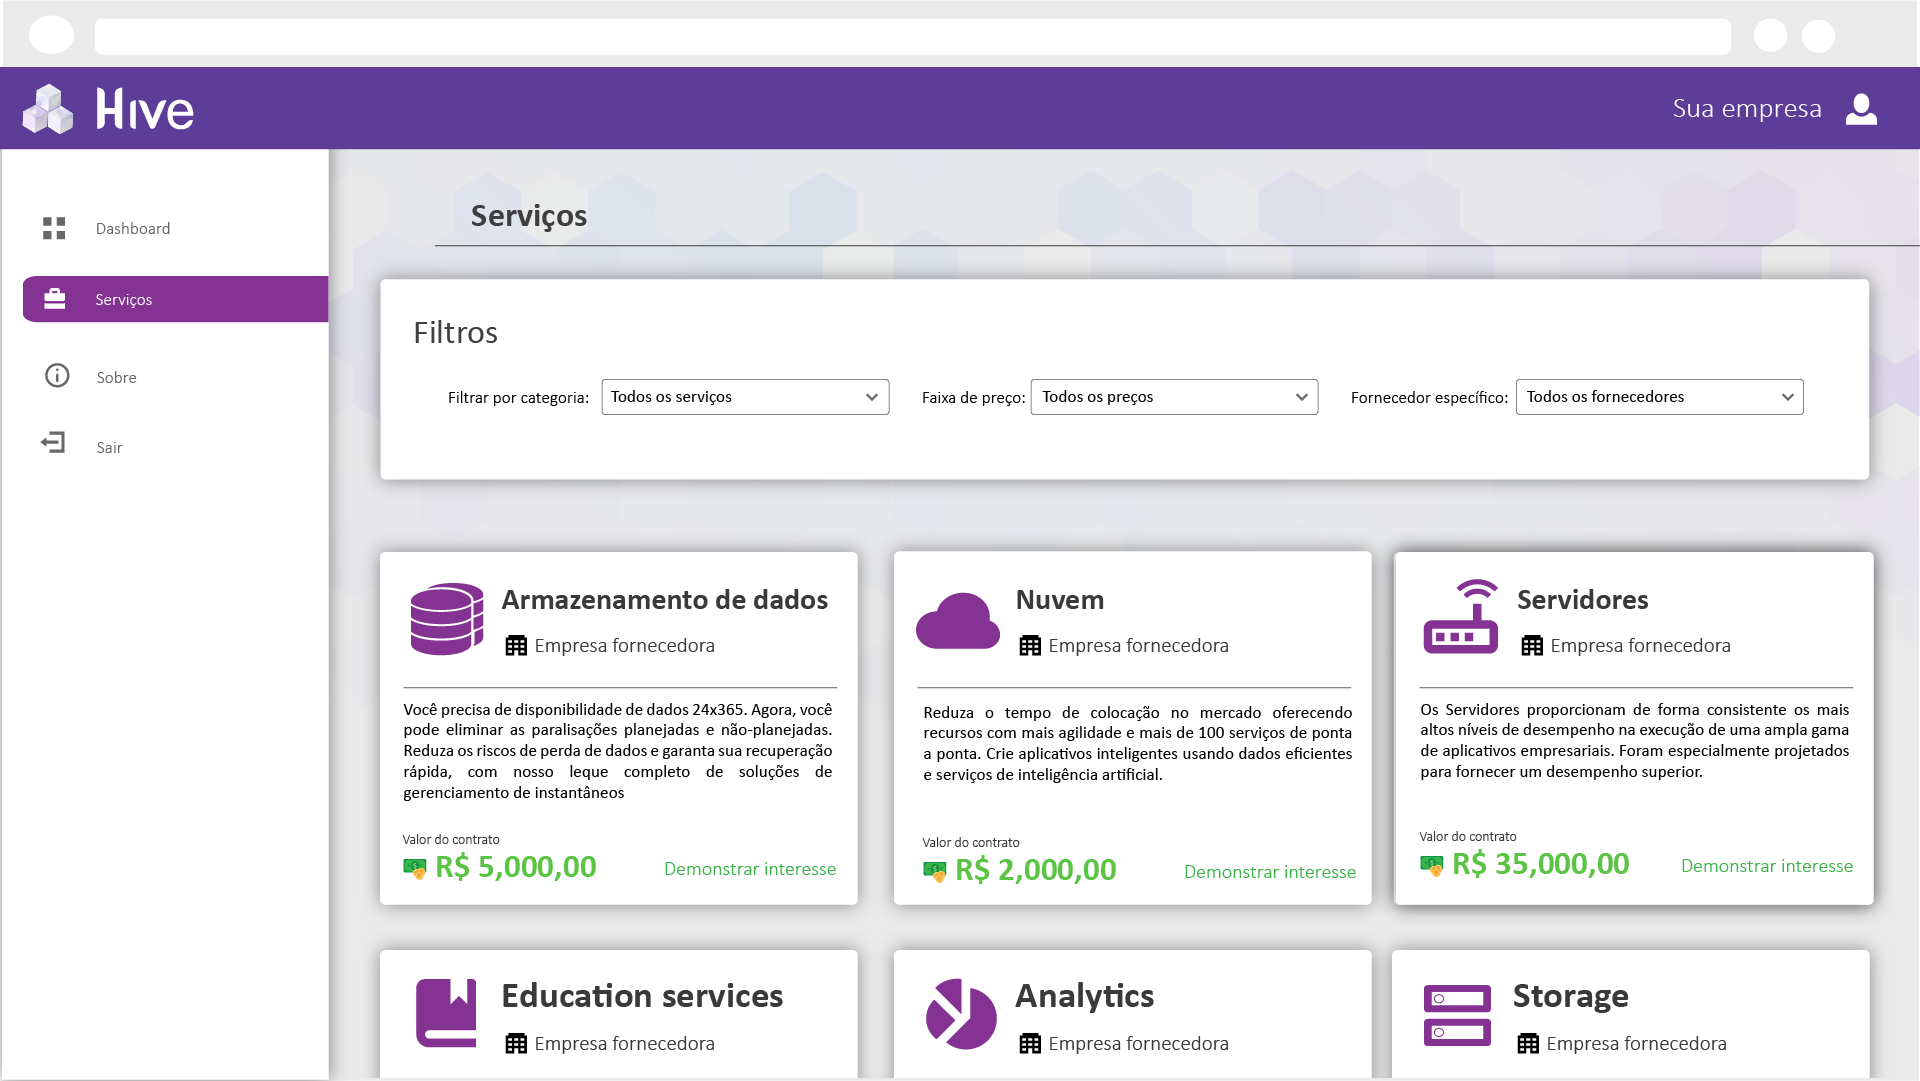 Hive
Sua empresa
Dashboard
Serviços
Sobre
Sair
Serviços
Filtros
Filtrar por categoria: Todos os serviços
Faixa de preço: Todos os preços
Fornecedor específico: Todos os fornecedores
Armazenamento de dados
Empresa fornecedora
Você precisa de disponibilidade de dados 24x365. Agora, você
pode eliminar as paralisações planejadas e não-planejadas.
Reduza os riscos de perda de dados e garanta sua recuperação
rápida, com nosso leque completo de soluções de
gerenciamento de instantâneos
Valor do contrato
R$ 5,000,00
Demonstrar interesse
Nuvem
Empresa fornecedora
Reduza o tempo de colocação no mercado oferecendo
recursos com mais agilidade e mais de 100 serviços de ponta
a ponta. Crie aplicativos inteligentes usando dados eficientes
e serviços de inteligência artificial.
Valor do contrato
R$ 2,000,00
Demonstrar interesse
Servidores
Empresa fornecedora
Os Servidores proporcionam de forma consistente os mais
altos níveis de desempenho na execução de uma ampla gama
de aplicativos empresariais. Foram especialmente projetados
para fornecer um desempenho superior.
Valor do contrato
R$ 35,000,00
Demonstrar interesse
Education services
Empresa fornecedora
Analytics
Empresa fornecedora
Storage
Empresa fornecedora